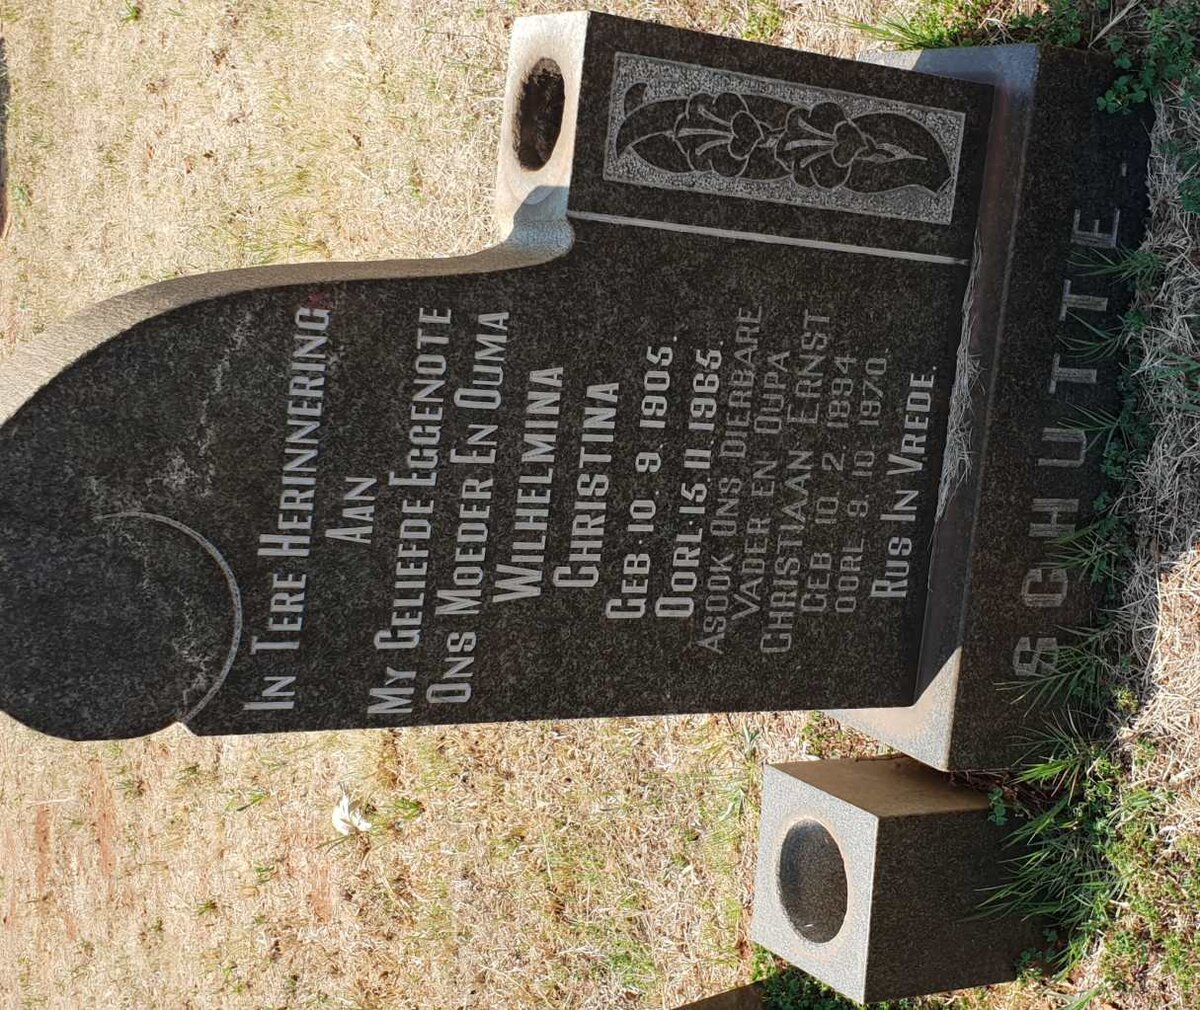 IN TERE HERINNERING
AAN
MY GELIEFDE EGGENOTE
ONS MOEDER EN OUMA
WILHELMINA
CHRISTINA
GEB. 10. 9. 1905.
OORL. 15. 11. 1965.
ASOOK ONS DIERBARE
VADER EN OUPA
CHRISTIAAN ERNST
GEB 10. 2. 1894
OORL. 9. 10. 1970.
RUS IN VREDE.
SCHUTTE